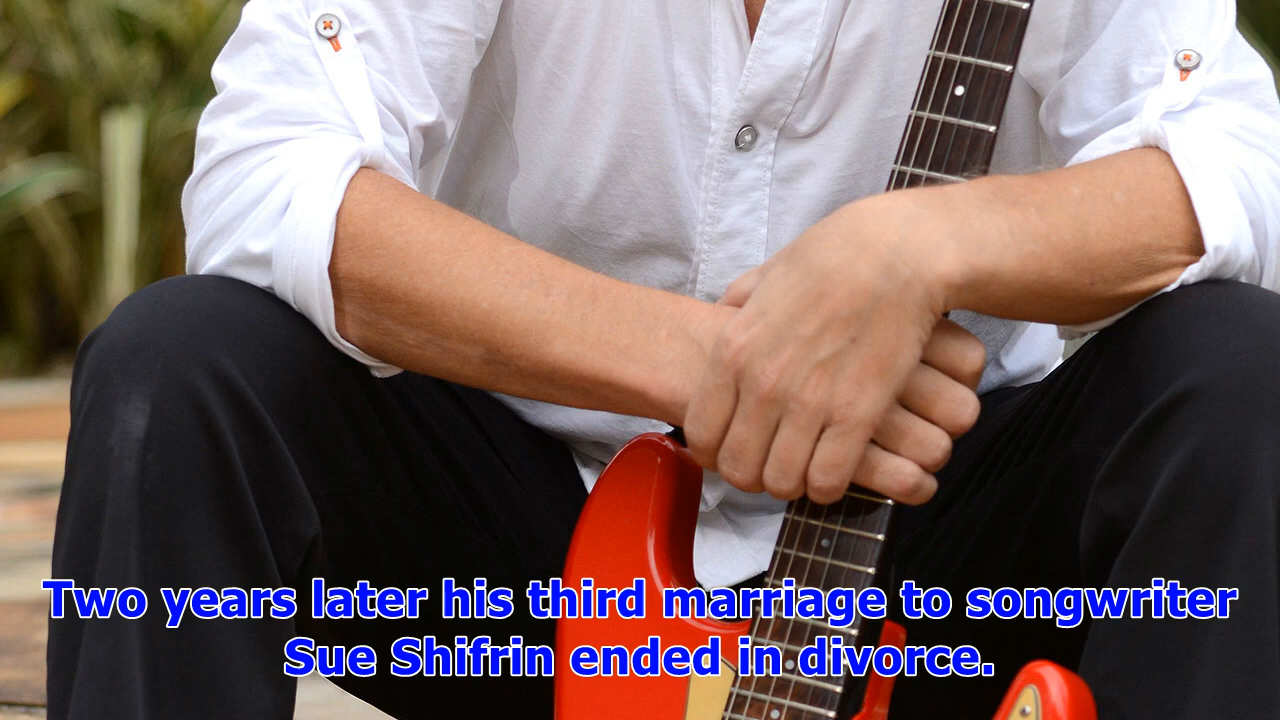 Two years later his third marriage to songwriter
Sue Shifrin ended in divorce.